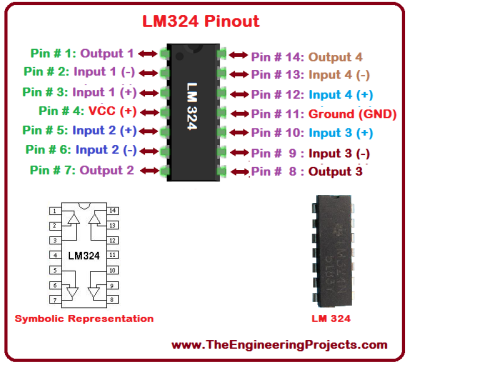 LM324 Pinout
Pin # 1: Output 1
Pin # 2: Input 1 (-)
Pin # 3: Input 1 (+)
Pin # 4: VCC (+)
Pin # 5: Input 2 (+)
Pin # 6: Input 2 (-)
Pin # 7: Output 2
LM 324
Pin # 14: Output 4
Pin # 13: Input 4 (-)
Pin # 12: Input 4 (+)
Pin # 11: Ground (GND)
Pin # 10: Input 3 (+)
Pin # 9 : Input 3 (-)
Pin # 8 : Output 3
1 14
2 13
3 12
4 LM324 11
5 10
6 9
7 8
Symbolic Representation
LM 324
www.TheEngineeringProjects.com